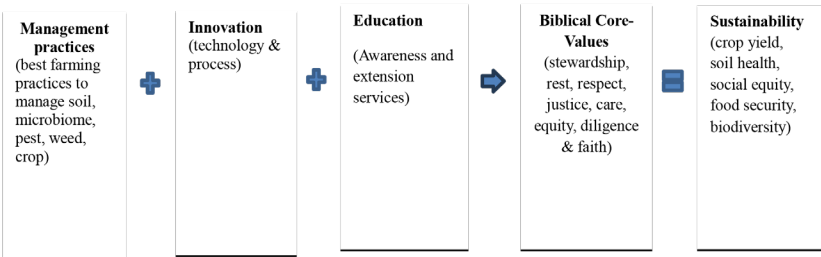 Management
practices
(best farming
practices to
manage soil,
microbiome,
pest, weed,
crop)
Innovation
(technology &
process)
Education
(Awareness and
extension
services)
Biblical Core-
Values
(stewardship,
rest, respect,
justice, care,
equity, diligence
& faith)
Sustainability
(crop yield,
soil health,
social equity,
food security,
biodiversity)